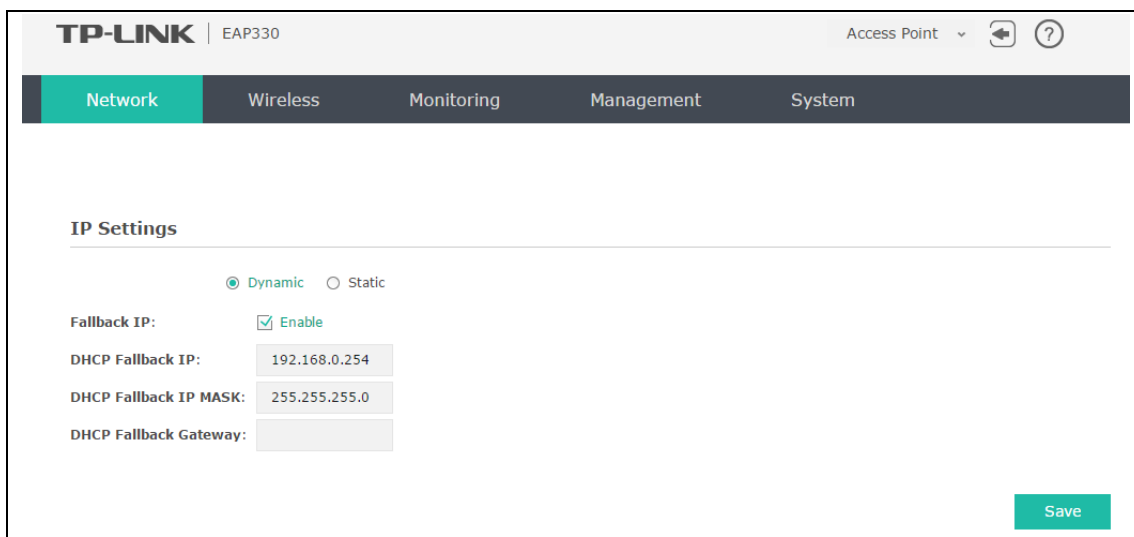 TP-LINK | EAP330 Access Point ?
Network Wireless Monitoring Management System
IP Settings
Dynamic Static
Fallback IP: Enable
DHCP Fallback IP: 192.168.0.254
DHCP Fallback IP MASK: 255.255.255.0
DHCP Fallback Gateway:
Save